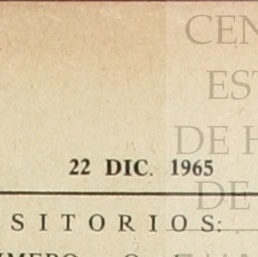 22 DIC. 1965
SITORIOS:
CEN
EST
DE H
DE